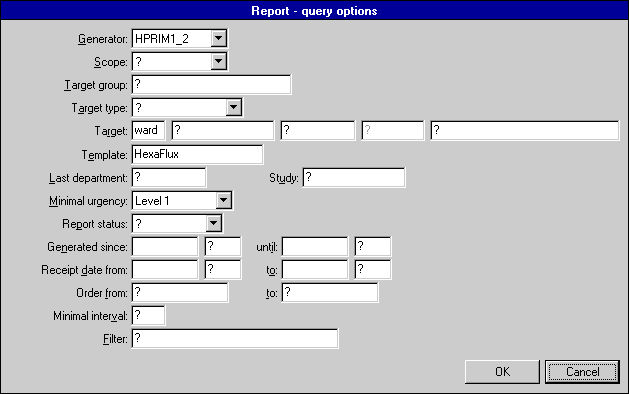 Report - query options
Generator: HPRIM1_2
Scope: ?
Target group: ?
Target type: ?
Target: ward ? ? ? ?
Template: HexaFlux
Last department: ? Study: ?
Minimal urgency: Level 1
Report status: ?
Generated since: ? until: ?
Receipt date from: ? to: ?
Order from: ? to: ?
Minimal interval: ?
Filter: ?
OK Cancel